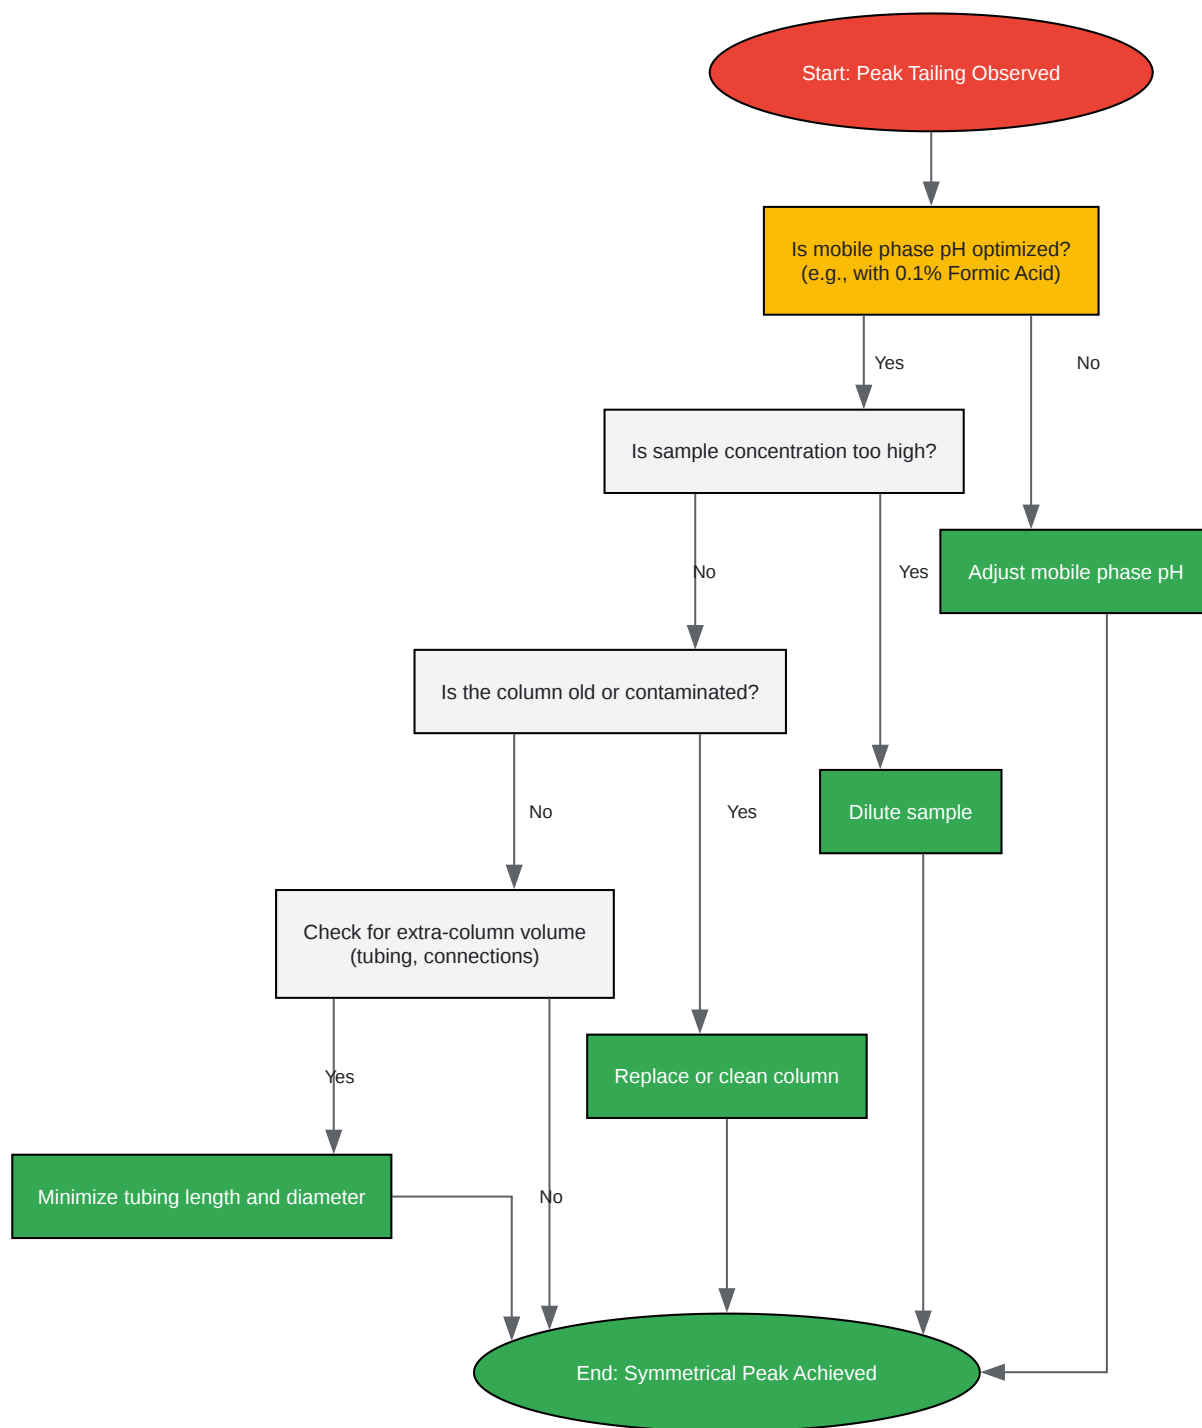 Start: Peak Tailing Observed
Is mobile phase pH optimized?
(e.g., with 0.1% Formic Acid)
Yes
No
Is sample concentration too high?
No
Yes
Adjust mobile phase pH
Is the column old or contaminated?
No
Yes
Dilute sample
Check for extra-column volume
(tubing, connections)
Yes
Replace or clean column
Minimize tubing length and diameter
No
End: Symmetrical Peak Achieved